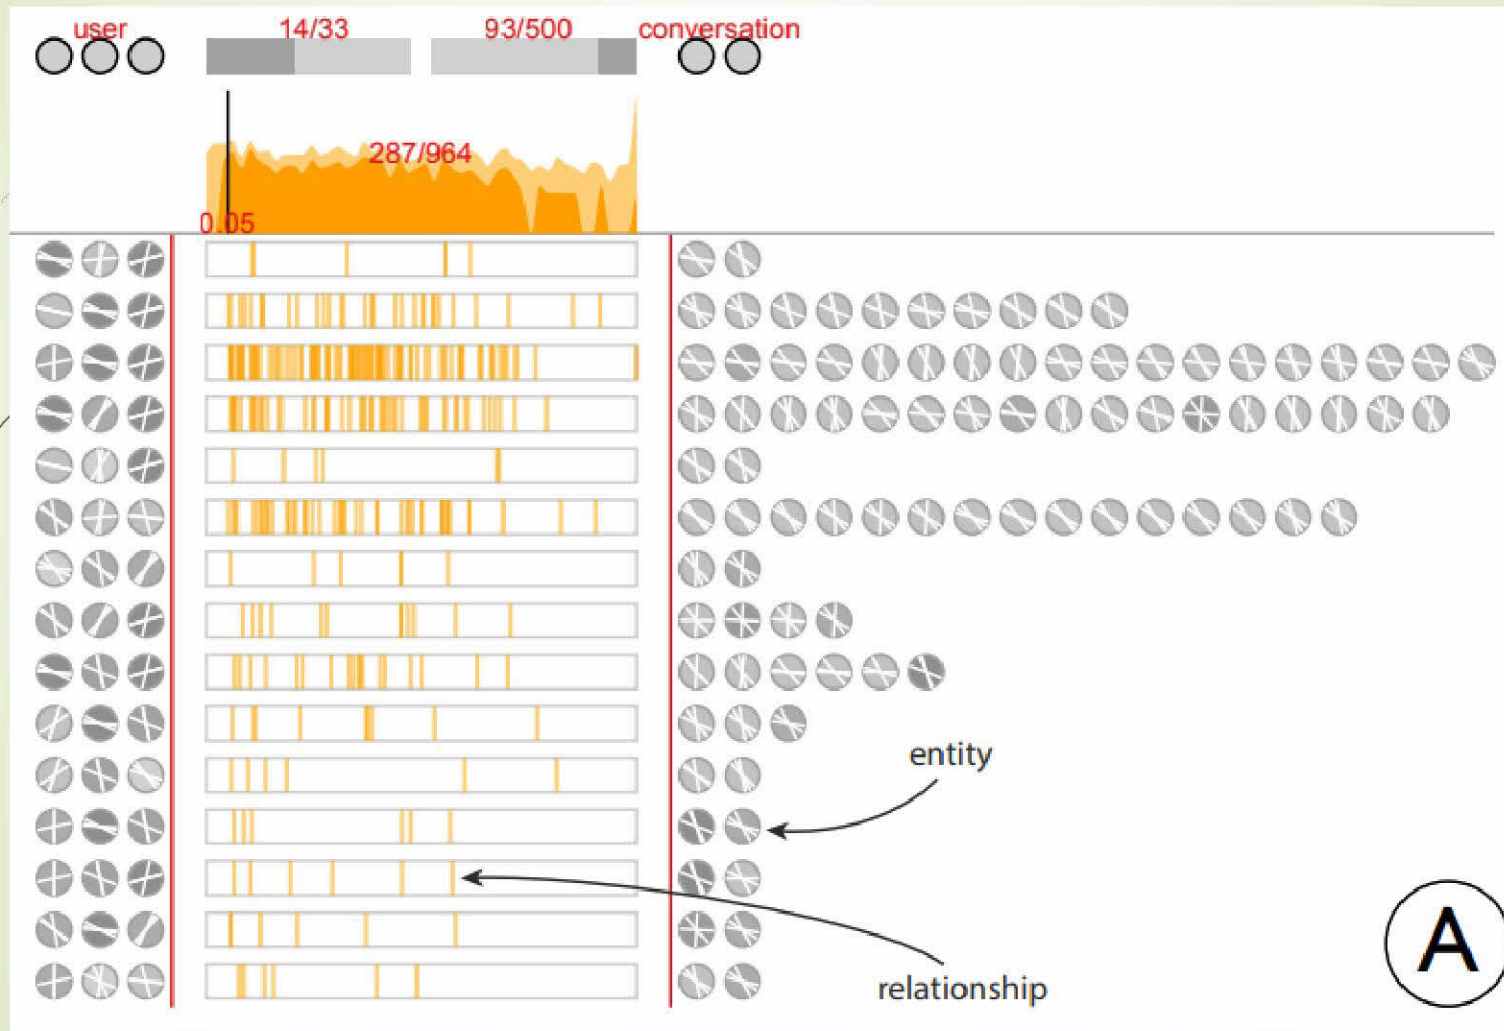 user
14/33
93/500
conversation
287/964
0.05
entity
relationship
A